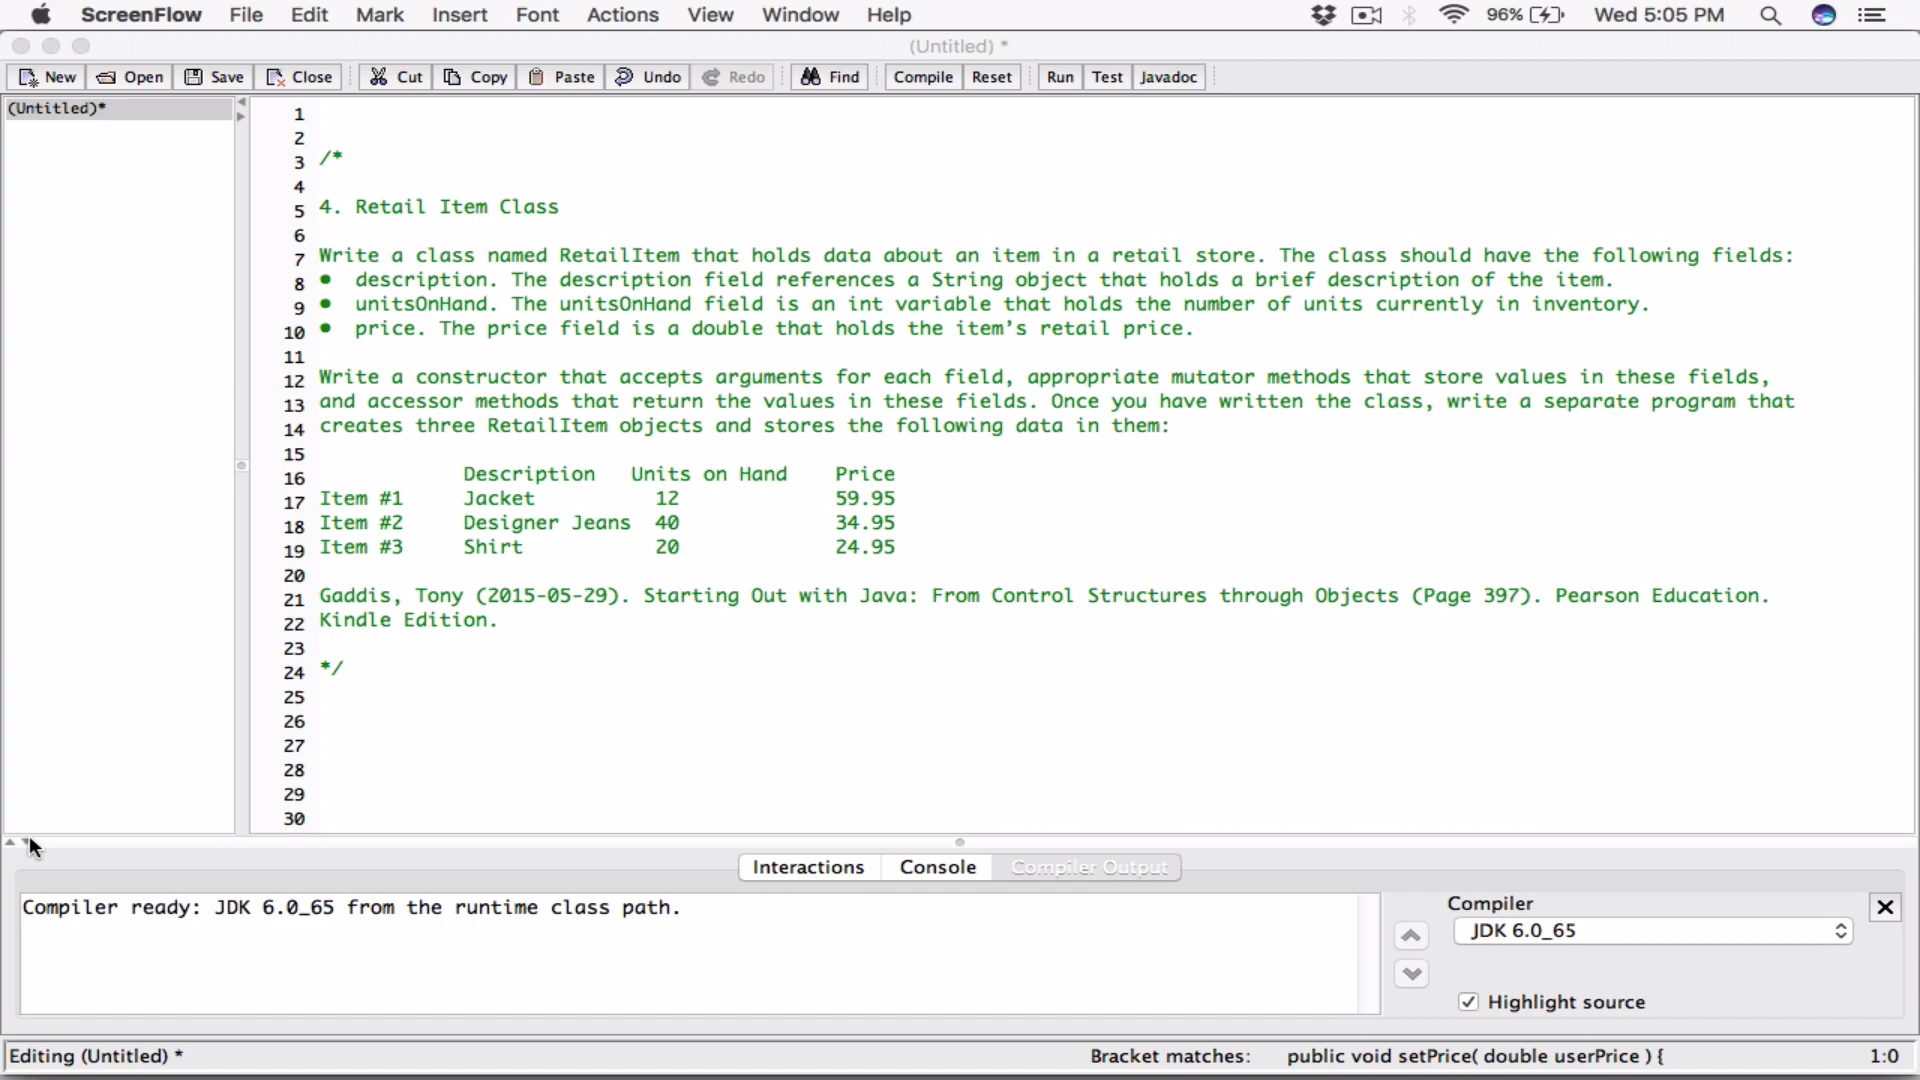 ScreenFlow File Edit Mark Insert Font Actions View Window Help 96% Wed 5:05 PM
(Untitled) *
New Open Save Close Cut Copy Paste Undo Redo Find Compile Reset Run Test Javadoc
(Untitled)*
1
2
3 /*
4
5 4. Retail Item Class
6
7 Write a class named RetailItem that holds data about an item in a retail store. The class should have the following fields:
8 • description. The description field references a String object that holds a brief description of the item.
9 • unitsOnHand. The unitsOnHand field is an int variable that holds the number of units currently in inventory.
10 • price. The price field is a double that holds the item’s retail price.
11
12 Write a constructor that accepts arguments for each field, appropriate mutator methods that store values in these fields,
13 and accessor methods that return the values in these fields. Once you have written the class, write a separate program that
14 creates three RetailItem objects and stores the following data in them:
15
16 Description Units on Hand Price
17 Item #1 Jacket 12 59.95
18 Item #2 Designer Jeans 40 34.95
19 Item #3 Shirt 20 24.95
20
21 Gaddis, Tony (2015-05-29). Starting Out with Java: From Control Structures through Objects (Page 397). Pearson Education.
22 Kindle Edition.
23
24 */
25
26
27
28
29
30
Interactions Console Compiler Output
Compiler ready: JDK 6.0_65 from the runtime class path.
Compiler
JDK 6.0_65
Highlight source
Editing (Untitled) * Bracket matches: public void setPrice( double userPrice ) { 1:0